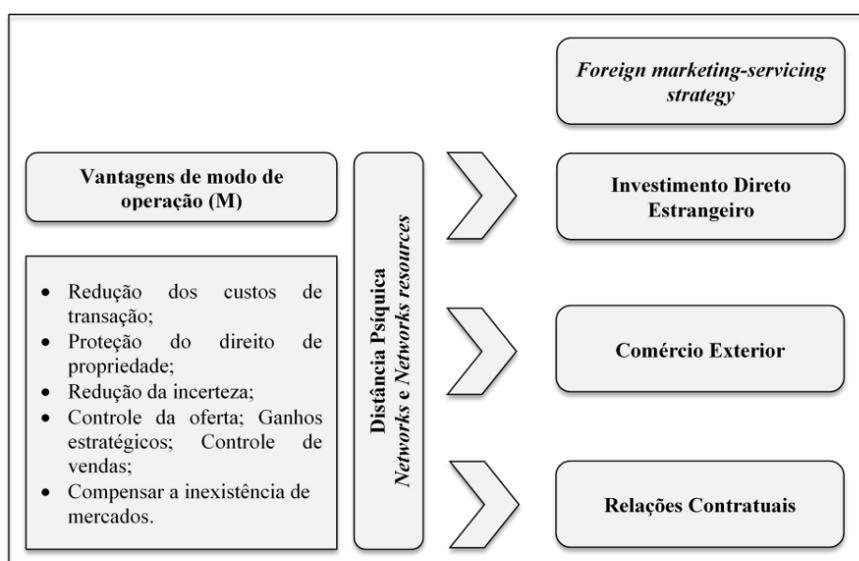 Foreign marketing-servicing
strategy
Vantagens de modo de
operação (M)
• Redução dos custos de
transação;
• Proteção do direito de
propriedade;
• Redução da incerteza;
• Controle da oferta; Ganhos
estratégicos; Controle de
vendas;
• Compensar a inexistência de
mercados.
Distância Psíquica
Networks e Networks resources
Investimento Direto
Estrangeiro
Comércio Exterior
Relações Contratuais